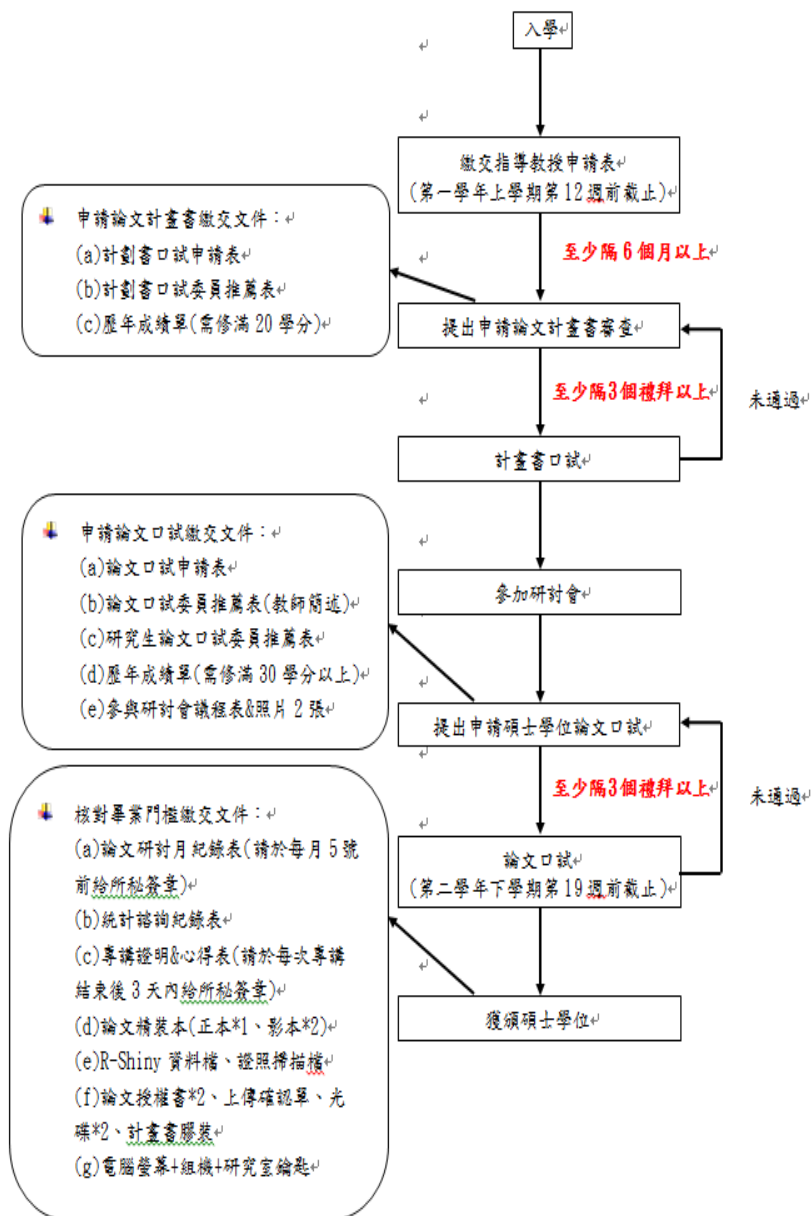 入學
繳交指導教授申請表
(第一學年上學期第12週前截止)
至少隔6個月以上
申請論文計畫書繳交文件：
(a)計劃書口試申請表
(b)計劃書口試委員推薦表
(c)歷年成績單(需修滿20學分)
提出申請論文計畫書審查
至少隔3個禮拜以上
未通過
計畫書口試
申請論文口試繳交文件：
(a)論文口試申請表
(b)論文口試委員推薦表(教師簡述)
(c)研究生論文口試委員推薦表
(d)歷年成績單(需修滿30學分以上)
(e)參與研討會議程表&照片2張
參加研討會
提出申請碩士學位論文口試
至少隔3個禮拜以上
未通過
論文口試
(第二學年下學期第19週前截止)
核對畢業門檻繳交文件：
(a)論文研討月紀錄表(請於每月5號
前給所秘簽章)
(b)統計諮詢紀錄表
(c)專講證明&心得表(請於每次專講
結束後3天內給所秘簽章)
(d)論文精裝本(正本*1、影本*2)
(e)R-Shiny資料檔、證照掃描檔
(f)論文授權書*2、上傳確認單、光
碟*2、計畫書膠裝
(g)電腦螢幕+組機+研究室鑰匙
獲頒碩士學位